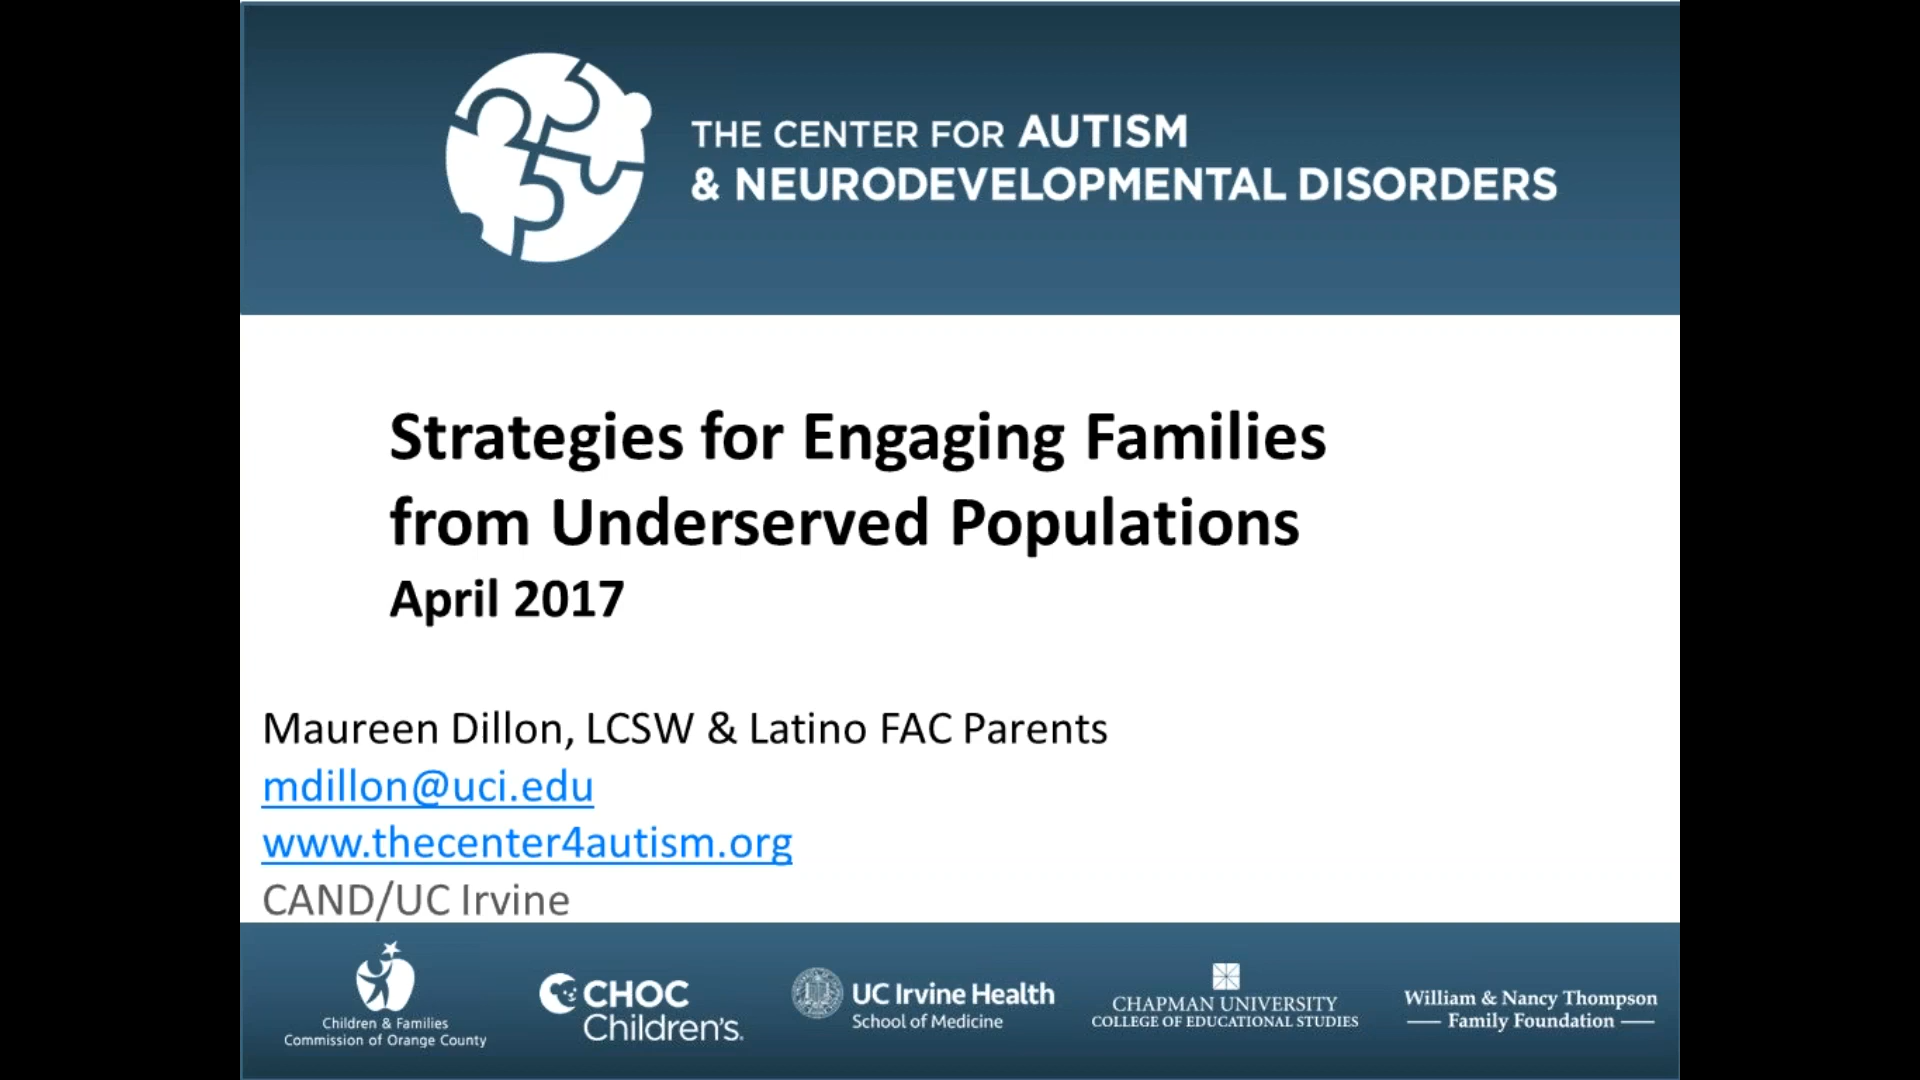 THE CENTER FOR AUTISM
& NEURODEVELOPMENTAL DISORDERS
Strategies for Engaging Families
from Underserved Populations
April 2017
Maureen Dillon, LCSW & Latino FAC Parents
mdillon@uci.edu
www.thecenter4autism.org
CAND/UC Irvine
Children & Families
Commission of Orange County
CHOC
Children's.
UC Irvine Health
School of Medicine
CHAPMAN UNIVERSITY
COLLEGE OF EDUCATIONAL STUDIES
William & Nancy Thompson
Family Foundation